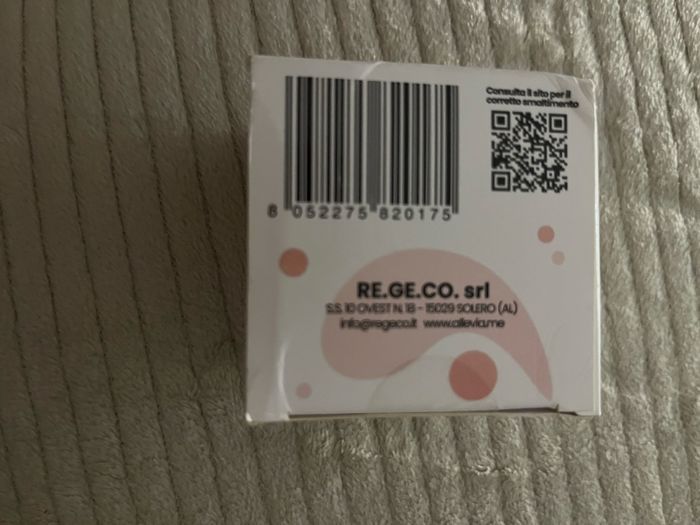 8 052275 820175
Consulta il sito per il
corretto smaltimento
RE.GE.CO. srl
S.S. 10 OVEST N. 18 - 15029 SOLERO (AL)
info@regeco.it www.allevia.me